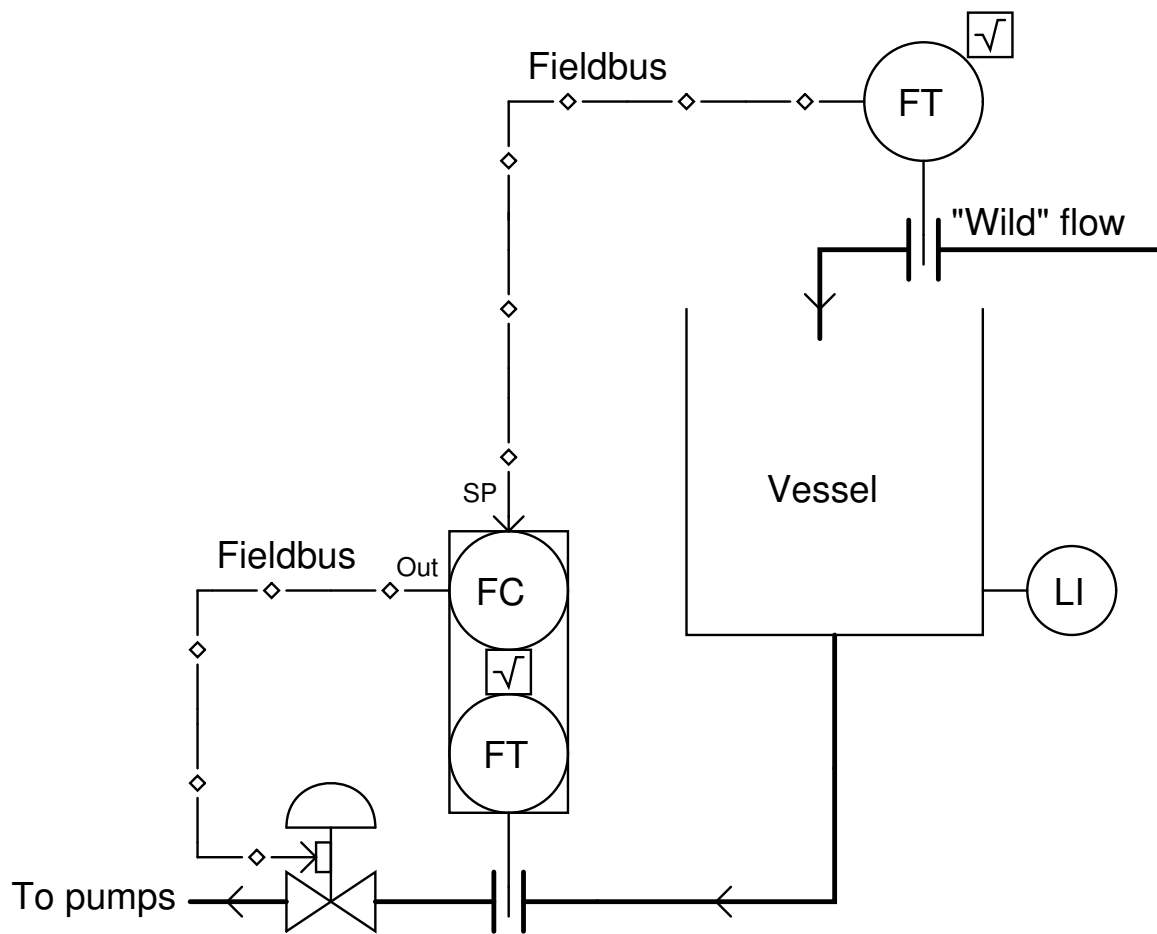 √
Fieldbus
FT
"Wild" flow
SP
Vessel
Fieldbus
Out
FC
LI
√
FT
To pumps